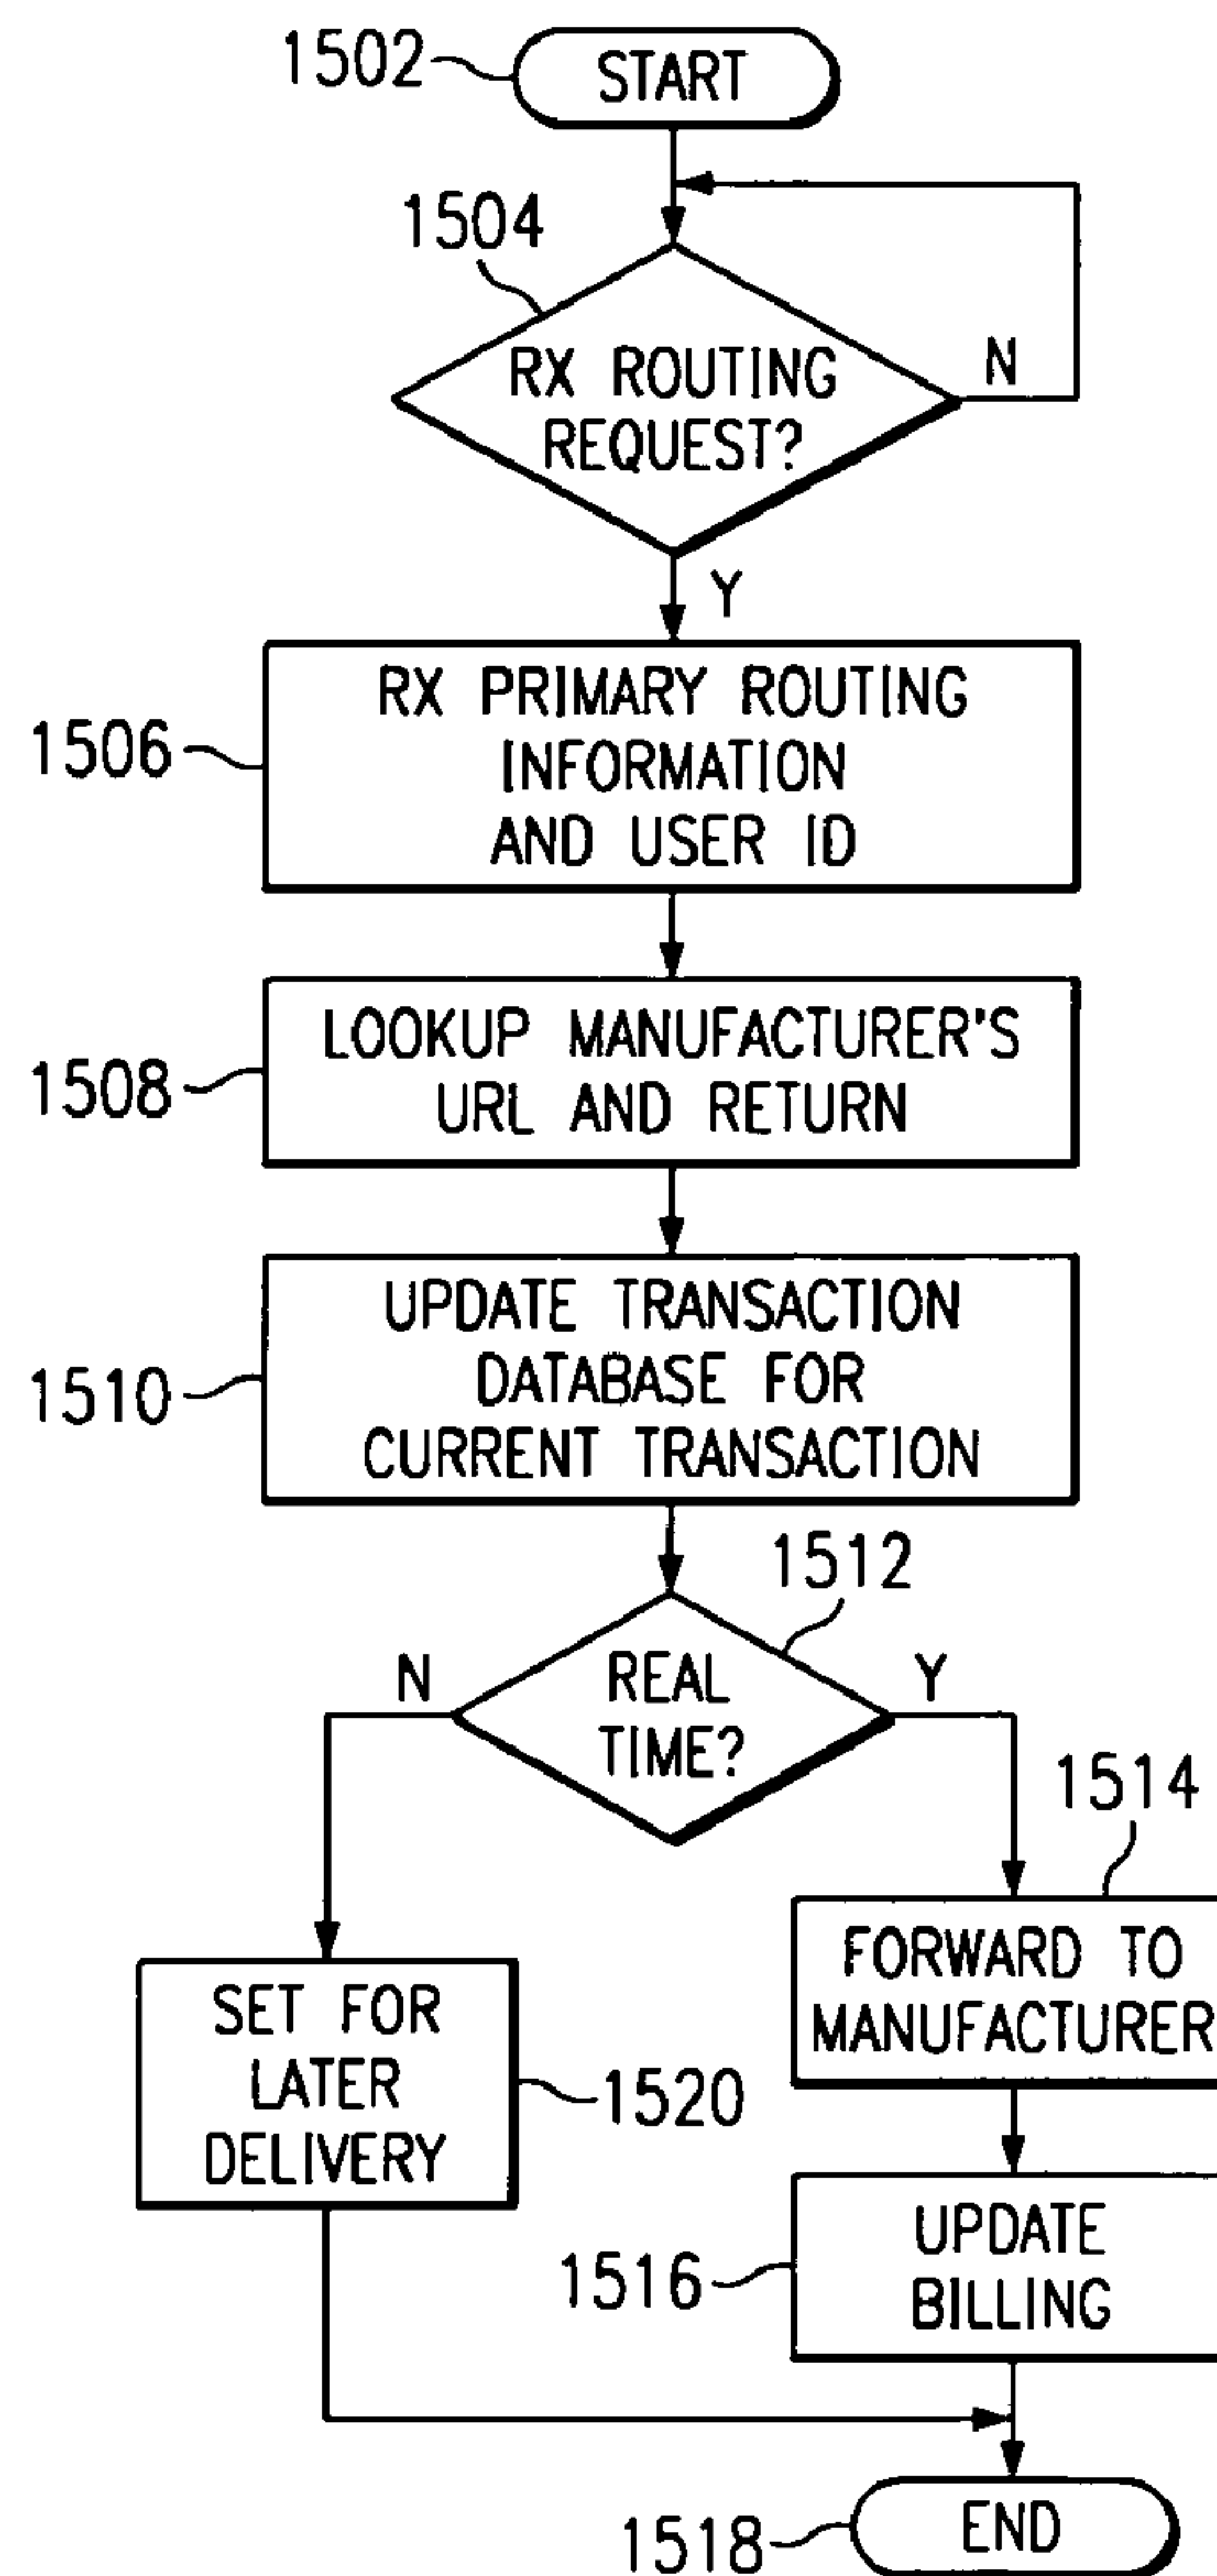 1502
START
1504
RX ROUTING
REQUEST?
N
Y
1506
RX PRIMARY ROUTING
INFORMATION
AND USER ID
1508
LOOKUP MANUFACTURER'S
URL AND RETURN
1510
UPDATE TRANSACTION
DATABASE FOR
CURRENT TRANSACTION
1512
N
REAL
TIME?
Y
1514
FORWARD TO
MANUFACTURER
SET FOR
LATER
DELIVERY
1520
1516
UPDATE
BILLING
1518
END